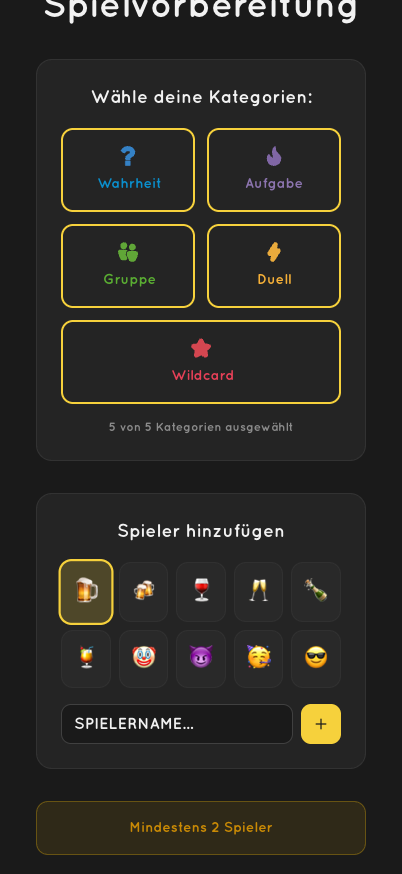 Spielvorbereitung
Wähle deine Kategorien:
Wahrheit
Aufgabe
Gruppe
Duell
Wildcard
5 von 5 Kategorien ausgewählt
Spieler hinzufügen
SPIELERNAME...
+
Mindestens 2 Spieler